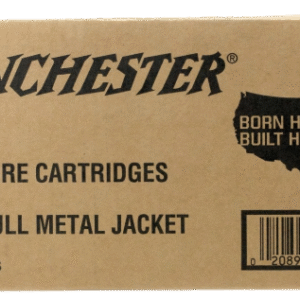 NCHESTER®
BORN H
BUILT H
RE CARTRIDGES
ULL METAL JACKET
0 2089